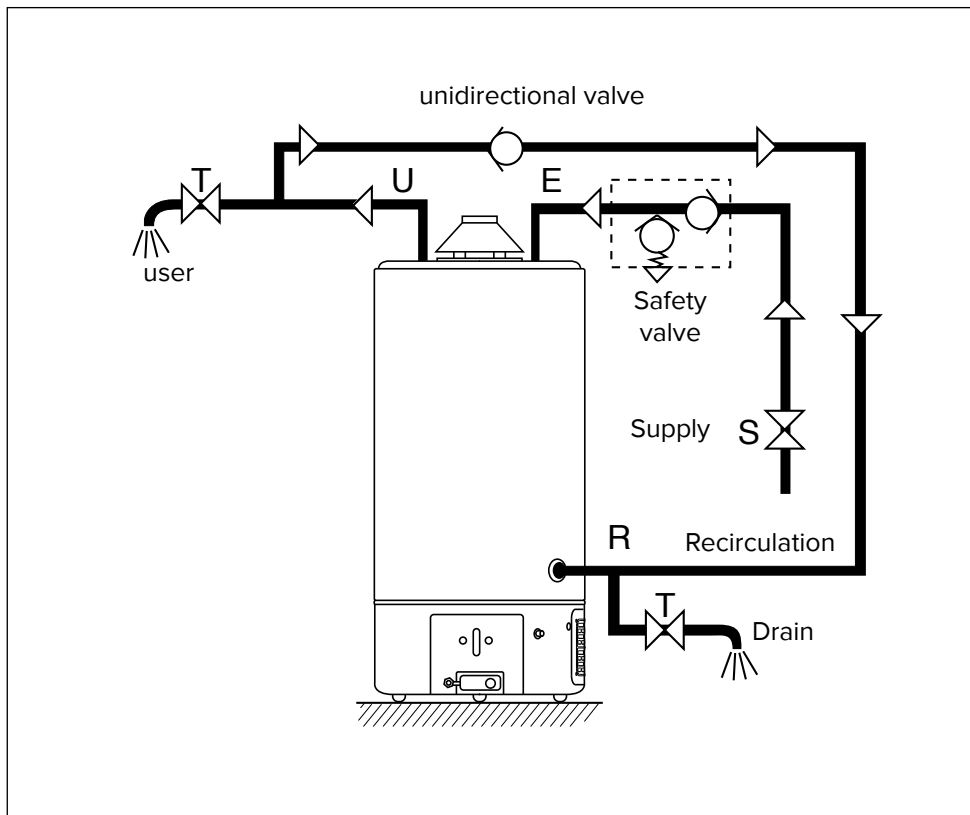 unidirectional valve
T
U
E
user
Safety
valve
Supply
S
R
Recirculation
T
Drain